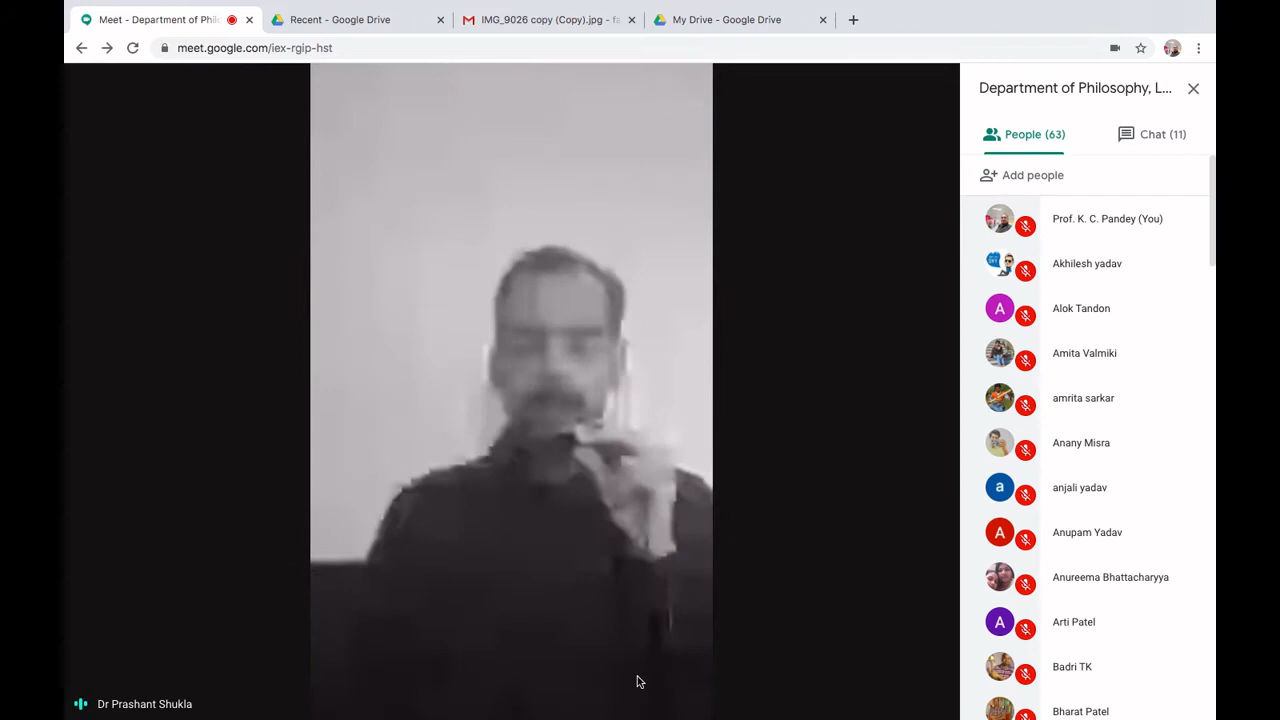 Meet - Department of Phil
Recent - Google Drive
IMG_9026 copy (Copy).jpg - fa
My Drive - Google Drive
meet.google.com/iex-rgip-hst
Department of Philosophy, L...
People (63)
Chat (11)
Add people
Prof. K. C. Pandey (You)
Akhilesh yadav
A
Alok Tandon
Amita Valmiki
amrita sarkar
Anany Misra
a
anjali yadav
A
Anupam Yadav
Anureema Bhattacharyya
A
Arti Patel
Badri TK
Bharat Patel
Dr Prashant Shukla